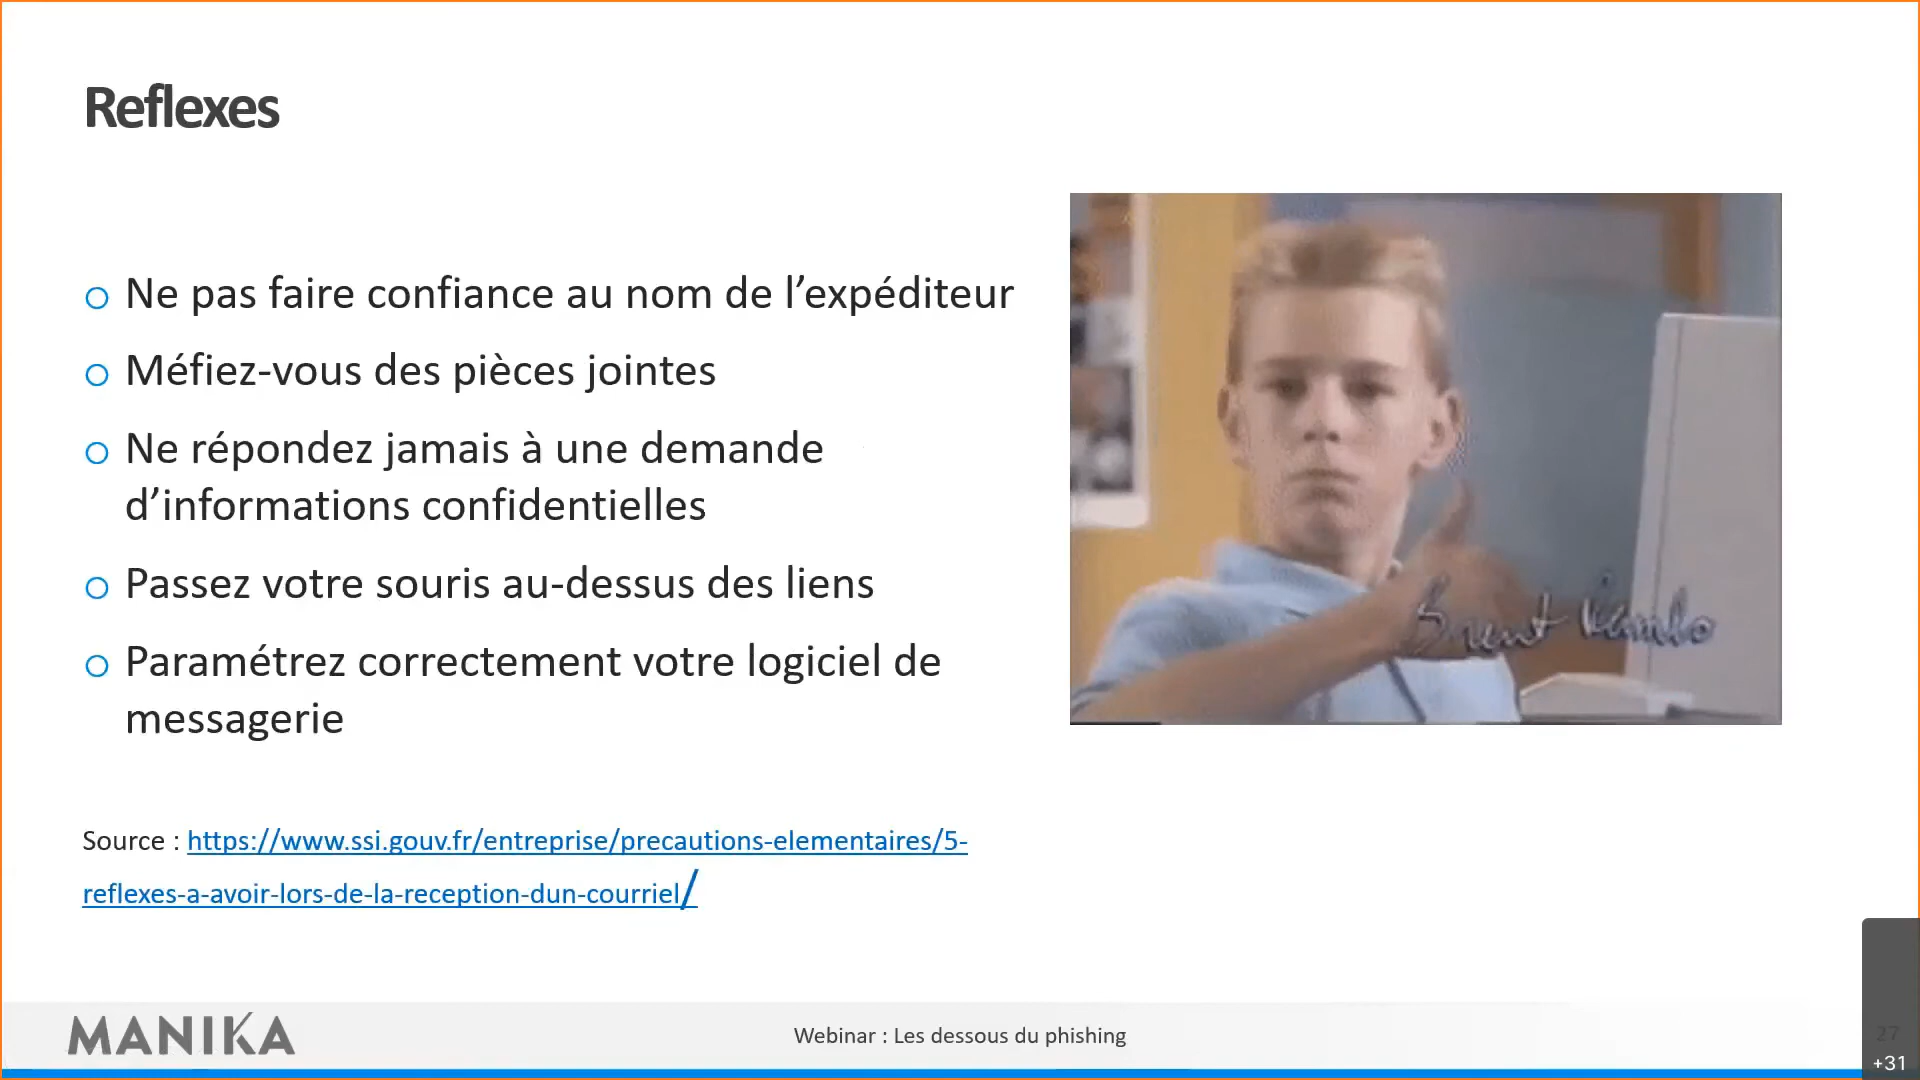 Reflexes
o Ne pas faire confiance au nom de l’expéditeur
o Méfiez-vous des pièces jointes
o Ne répondez jamais à une demande
d’informations confidentielles
o Passez votre souris au-dessus des liens
o Paramétrez correctement votre logiciel de
messagerie
Brent Rambo
Source : https://www.ssi.gouv.fr/entreprise/precautions-elementaires/5-
reflexes-a-avoir-lors-de-la-reception-dun-courriel/
MANIKA
Webinar : Les dessous du phishing
27
+31